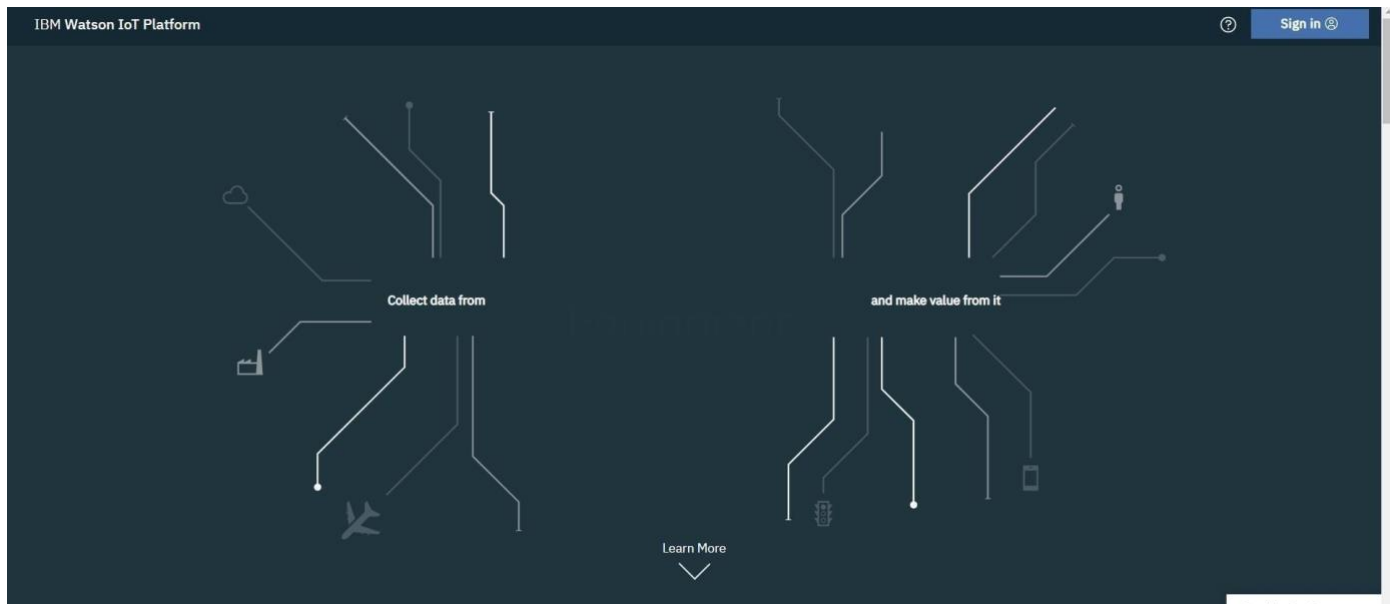 IBM Watson IoT Platform
Sign in
Collect data from
and make value from it
Learn More